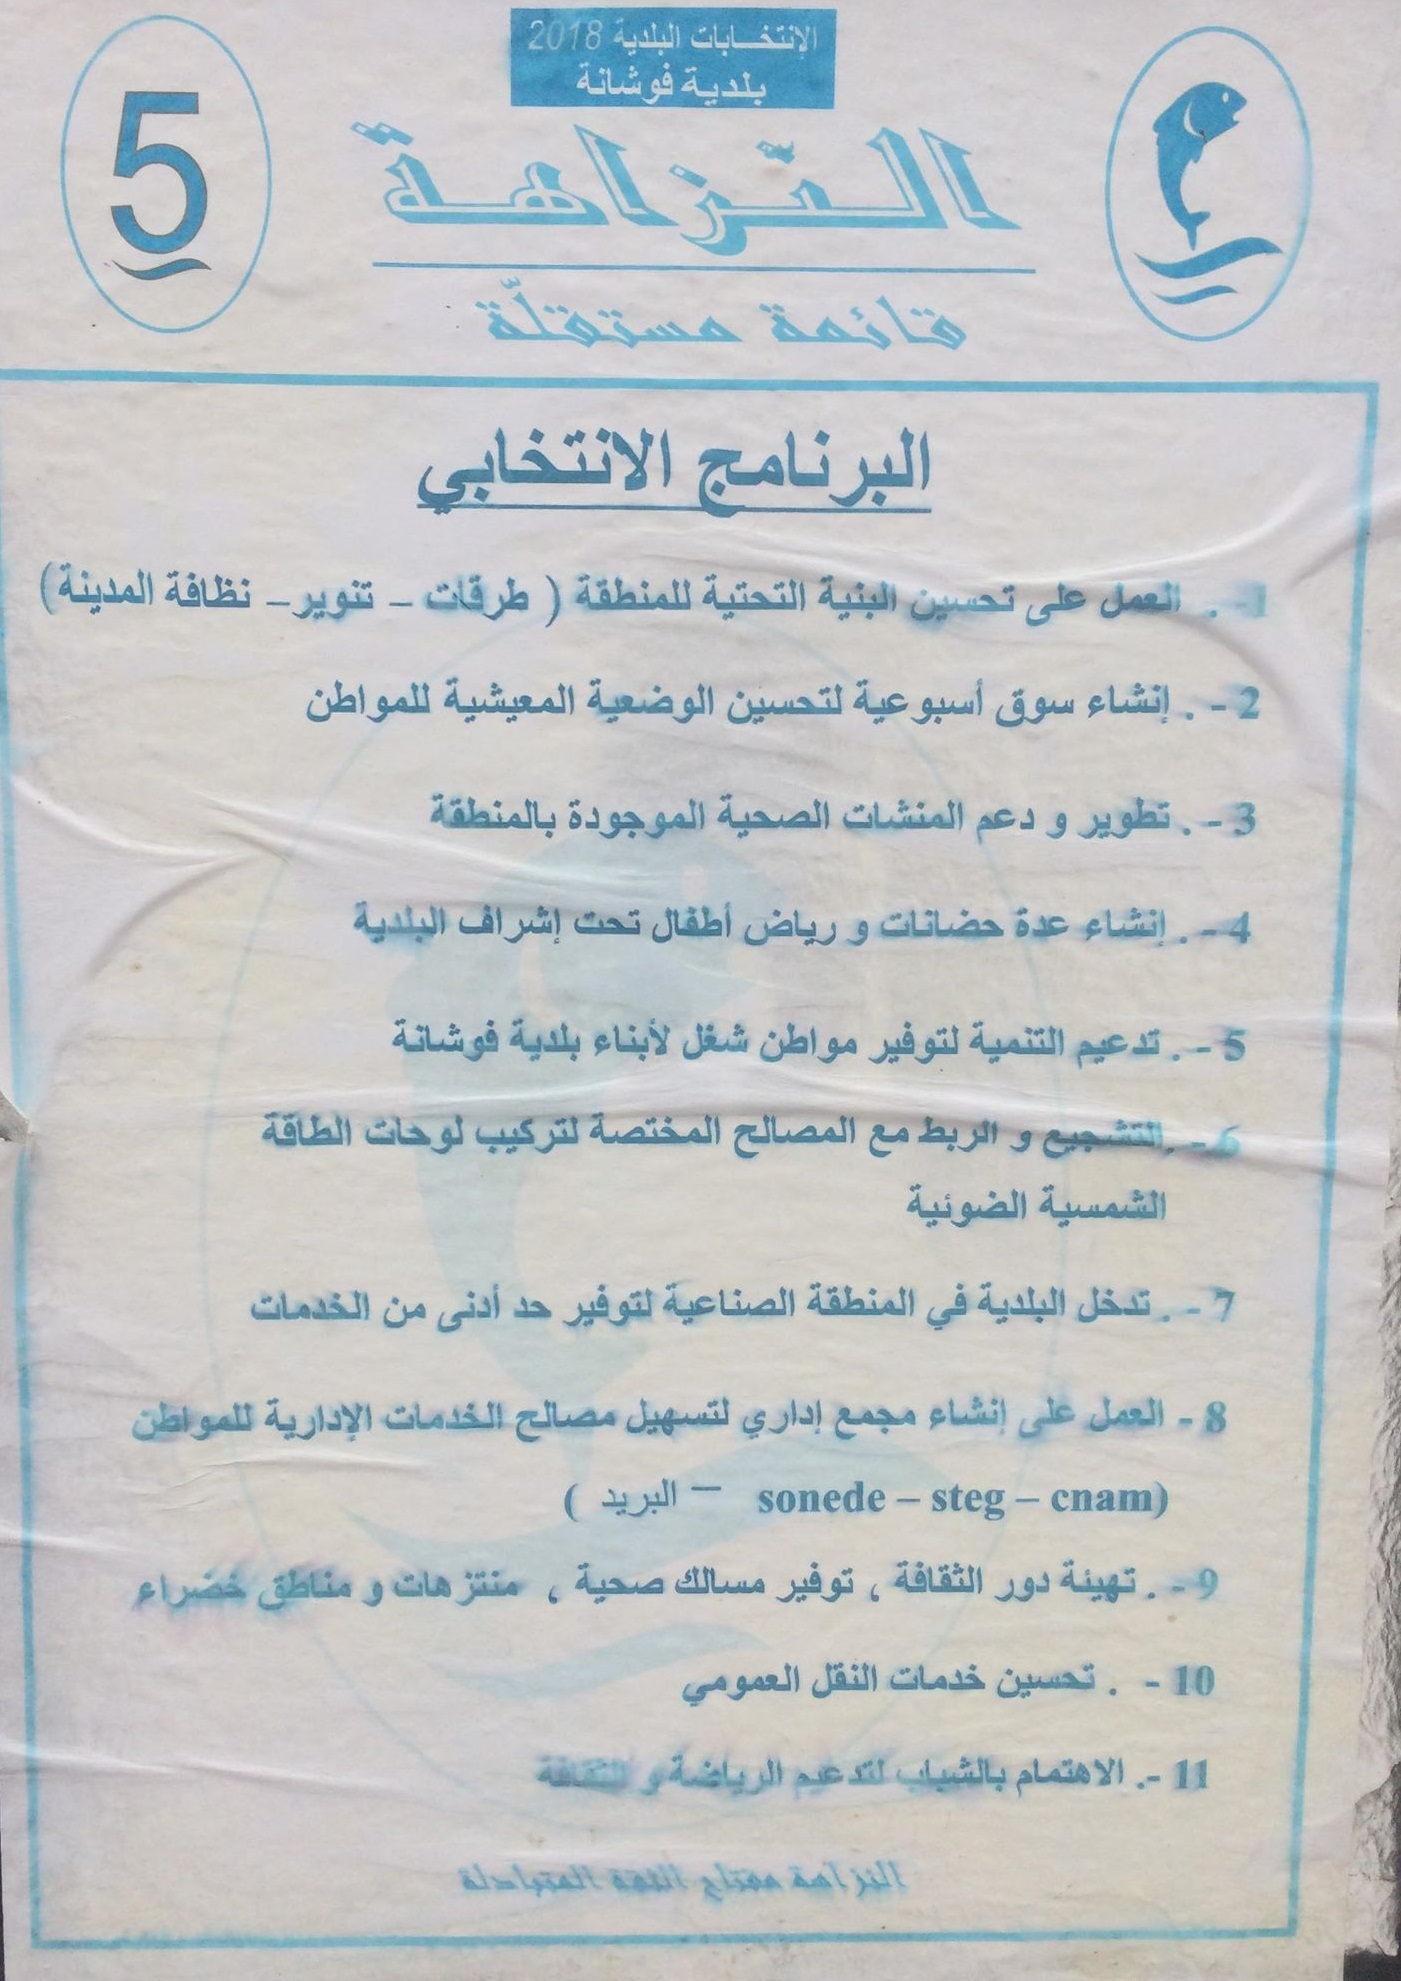 الإنتخابات البلدية 2018
بلدية فوشانة
5
النّزاهة
قائمة مستقلّة
البرنامج الانتخابي
1- . العمل على تحسين البنية التحتية للمنطقة ( طرقات – تنوير – نظافة المدينة)
2 - . إنشاء سوق أسبوعية لتحسين الوضعية المعيشية للمواطن
3 - . تطوير و دعم المنشات الصحية الموجودة بالمنطقة
4 - . إنشاء عدة حضانات و رياض أطفال تحت إشراف البلدية
5 - . تدعيم التنمية لتوفير مواطن شغل لأبناء بلدية فوشانة
6 - . التشجيع و الربط مع المصالح المختصة لتركيب لوحات الطاقة
الشمسية الضوئية
7 - . تدخل البلدية في المنطقة الصناعية لتوفير حد أدنى من الخدمات
8 - العمل على إنشاء مجمع إداري لتسهيل مصالح الخدمات الإدارية للمواطن
(sonede – steg – cnam – البريد )
9 - . تهيئة دور الثقافة ، توفير مسالك صحية ، منتزهات و مناطق خضراء
10 - . تحسين خدمات النقل العمومي
11 -. الاهتمام بالشباب لتدعيم الرياضة و الثقافة
النزاهة مفتاح الثقة المتبادلة